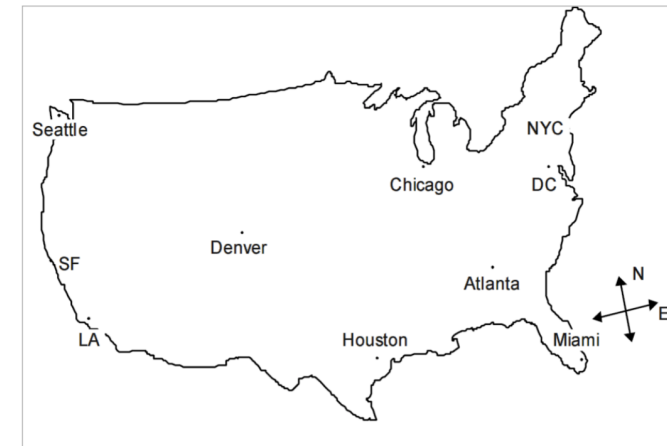 NYC
Seattle
Chicago
DC
Denver
SF
Atlanta
N
E
LA
Houston
Miami